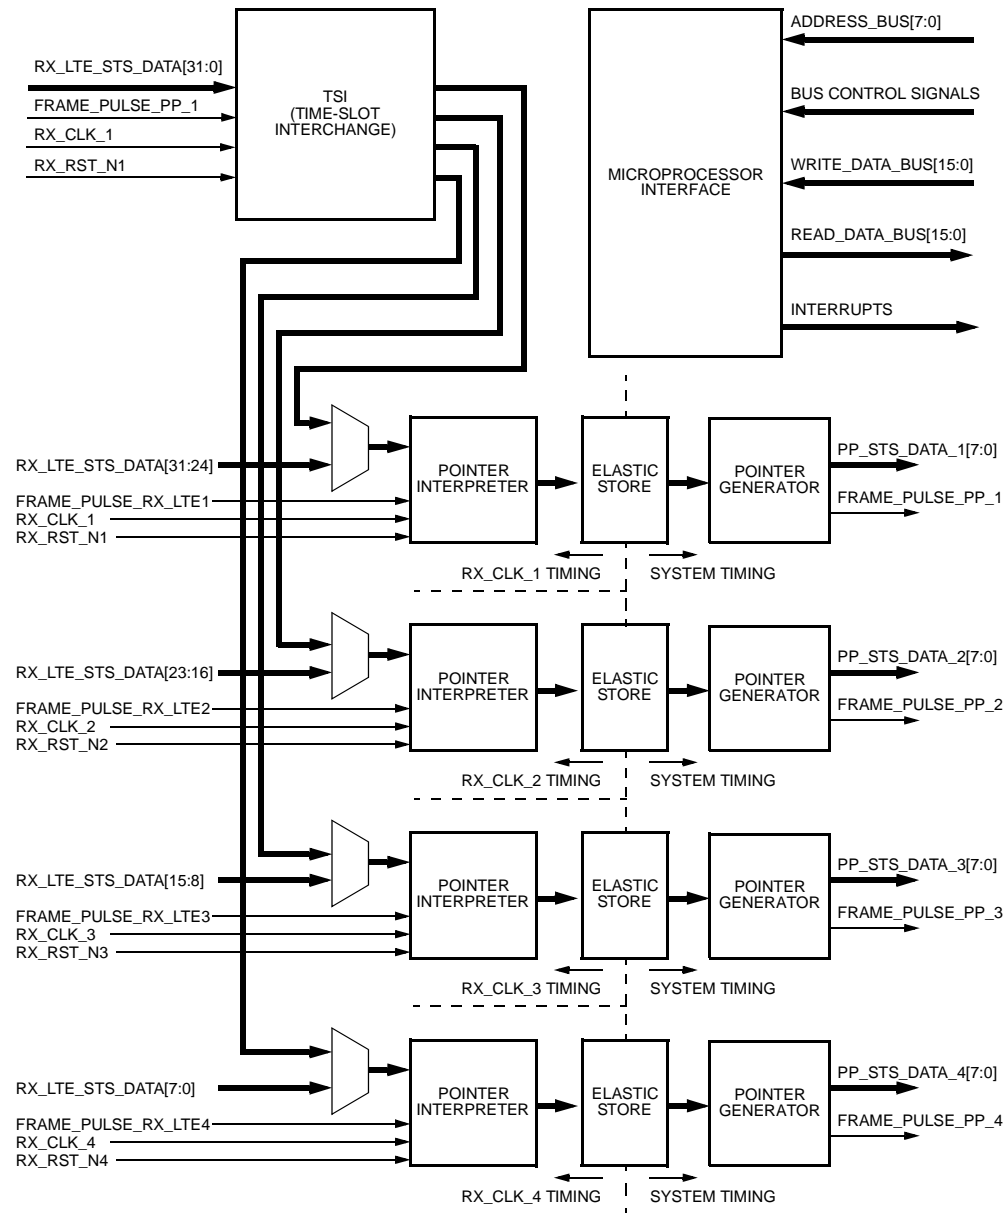 RX_LTE_STS_DATA[31:0]
FRAME_PULSE_PP_1
RX_CLK_1
RX_RST_N1
TSI
(TIME-SLOT
INTERCHANGE)
MICROPROCESSOR
INTERFACE
ADDRESS_BUS[7:0]
BUS CONTROL SIGNALS
WRITE_DATA_BUS[15:0]
READ_DATA_BUS[15:0]
INTERRUPTS
RX_LTE_STS_DATA[31:24]
FRAME_PULSE_RX_LTE1
RX_CLK_1
RX_RST_N1
POINTER
INTERPRETER
ELASTIC
STORE
POINTER
GENERATOR
PP_STS_DATA_1[7:0]
FRAME_PULSE_PP_1
RX_CLK_1 TIMING
SYSTEM TIMING
RX_LTE_STS_DATA[23:16]
FRAME_PULSE_RX_LTE2
RX_CLK_2
RX_RST_N2
POINTER
INTERPRETER
ELASTIC
STORE
POINTER
GENERATOR
PP_STS_DATA_2[7:0]
FRAME_PULSE_PP_2
RX_CLK_2 TIMING
SYSTEM TIMING
RX_LTE_STS_DATA[15:8]
FRAME_PULSE_RX_LTE3
RX_CLK_3
RX_RST_N3
POINTER
INTERPRETER
ELASTIC
STORE
POINTER
GENERATOR
PP_STS_DATA_3[7:0]
FRAME_PULSE_PP_3
RX_CLK_3 TIMING
SYSTEM TIMING
RX_LTE_STS_DATA[7:0]
FRAME_PULSE_RX_LTE4
RX_CLK_4
RX_RST_N4
POINTER
INTERPRETER
ELASTIC
STORE
POINTER
GENERATOR
PP_STS_DATA_4[7:0]
FRAME_PULSE_PP_4
RX_CLK_4 TIMING
SYSTEM TIMING